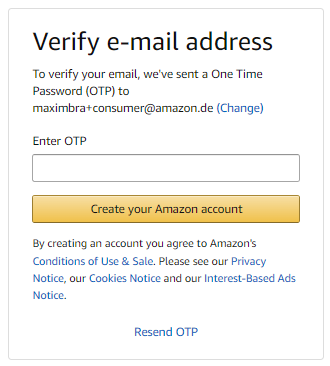 Verify e-mail address
To verify your email, we've sent a One Time
Password (OTP) to
maximbra+consumer@amazon.de (Change)
Enter OTP
Create your Amazon account
By creating an account you agree to Amazon's
Conditions of Use & Sale. Please see our Privacy
Notice, our Cookies Notice and our Interest-Based Ads
Notice.
Resend OTP